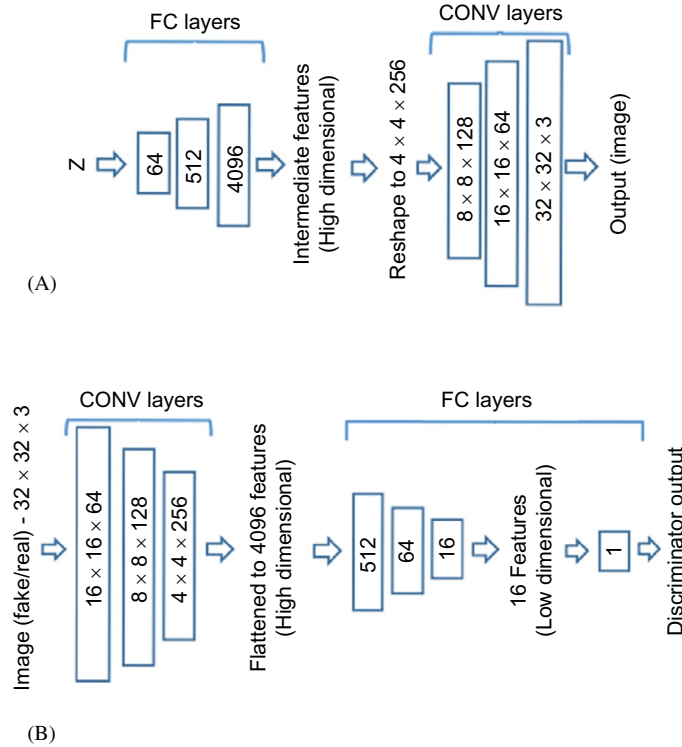 FC layers
CONV layers
Z
64
512
4096
Intermediate features
(High dimensional)
Reshape to 4 × 4 × 256
8 × 8 × 128
16 × 16 × 64
32 × 32 × 3
Output (image)
(A)
Image (fake/real) - 32 × 32 × 3
CONV layers
16 × 16 × 64
8 × 8 × 128
4 × 4 × 256
Flattened to 4096 features
(High dimensional)
FC layers
512
64
16
16 Features
(Low dimensional)
1
Discriminator output
(B)